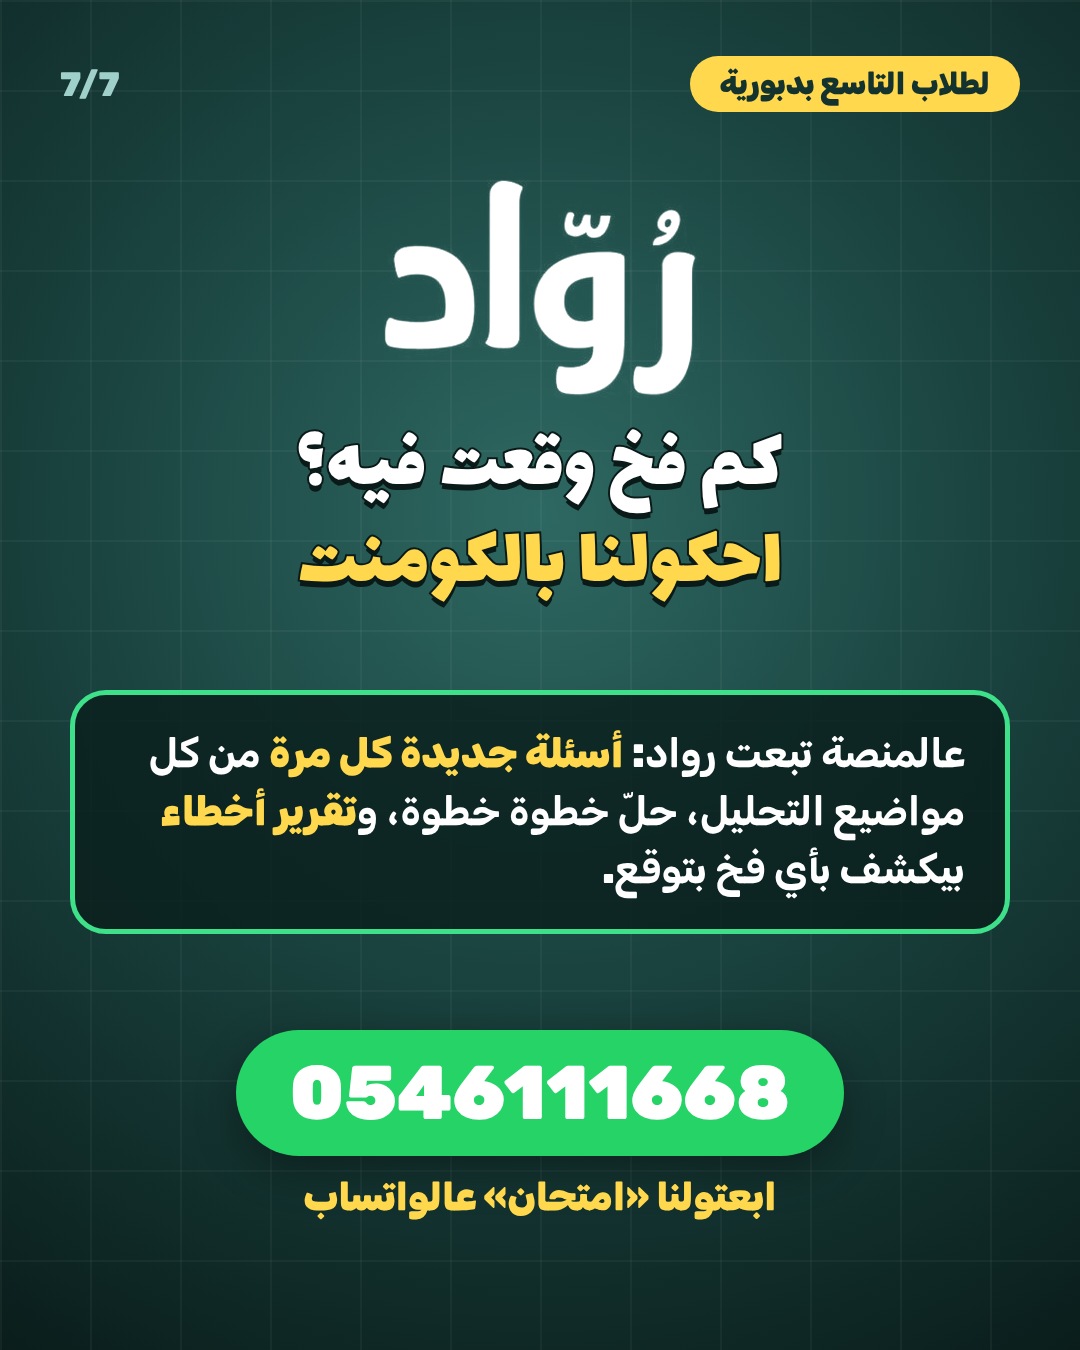 لطلاب التاسع بدبورية
7/7
رُوّاد
كم فخ وقعت فيه؟
احكولنا بالكومنت
عالمنصة تبعت رواد: أسئلة جديدة كل مرة من كل
مواضيع التحليل، حلّ خطوة خطوة، وتقرير أخطاء
بيكشف بأي فخ بتوقع.
0546111668
ابعتولنا «امتحان» عالواتساب